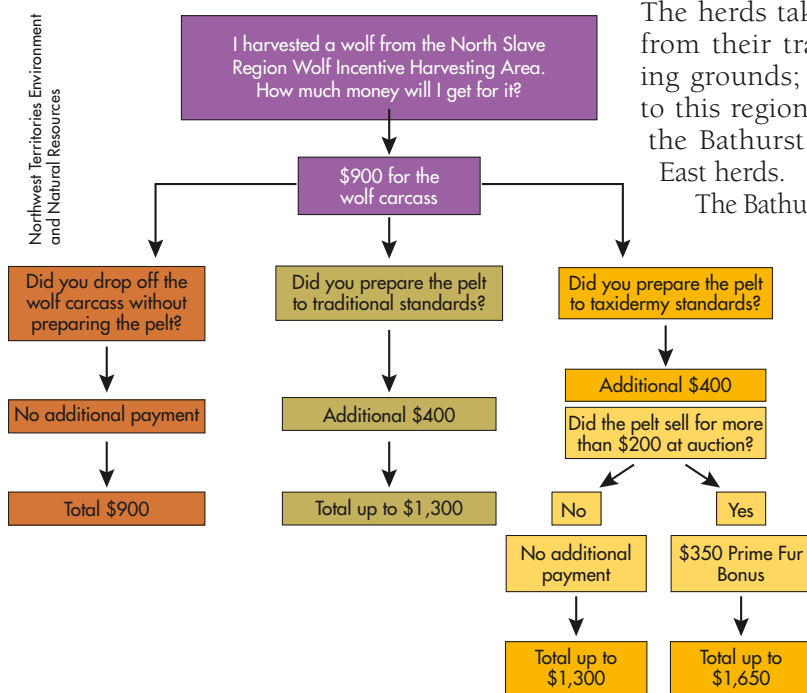 Northwest Territories Environment
and Natural Resources
I harvested a wolf from the North Slave
Region Wolf Incentive Harvesting Area.
How much money will I get for it?
$900 for the
wolf carcass
Did you drop off the
wolf carcass without
preparing the pelt?
No additional payment
Total $900
Did you prepare the pelt
to traditional standards?
Additional $400
Total up to $1,300
Did you prepare the pelt
to taxidermy standards?
Additional $400
Did the pelt sell for more
than $200 at auction?
No
No additional
payment
Total up to
$1,300
Yes
$350 Prime Fur
Bonus
Total up to
$1,650
The herds tak
from their tra
ing grounds;
to this region
the Bathurst
East herds.
The Bathu